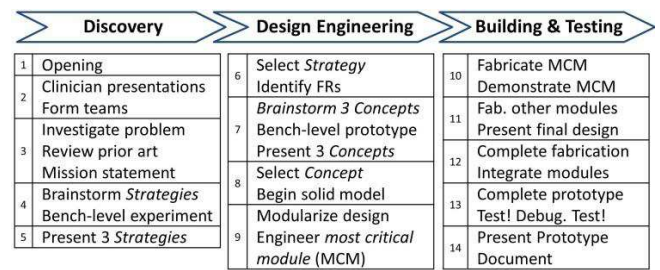 Discovery
1 Opening
2 Clinician presentations
Form teams
3 Investigate problem
Review prior art
Mission statement
4 Brainstorm Strategies
Bench-level experiment
5 Present 3 Strategies
Design Engineering
6 Select Strategy
Identify FRs
7 Brainstorm 3 Concepts
Bench-level prototype
Present 3 Concepts
8 Select Concept
Begin solid model
9 Modularize design
Engineer most critical
module (MCM)
Building & Testing
10 Fabricate MCM
Demonstrate MCM
11 Fab. other modules
Present final design
12 Complete fabrication
Integrate modules
13 Complete prototype
Test! Debug. Test!
14 Present Prototype
Document